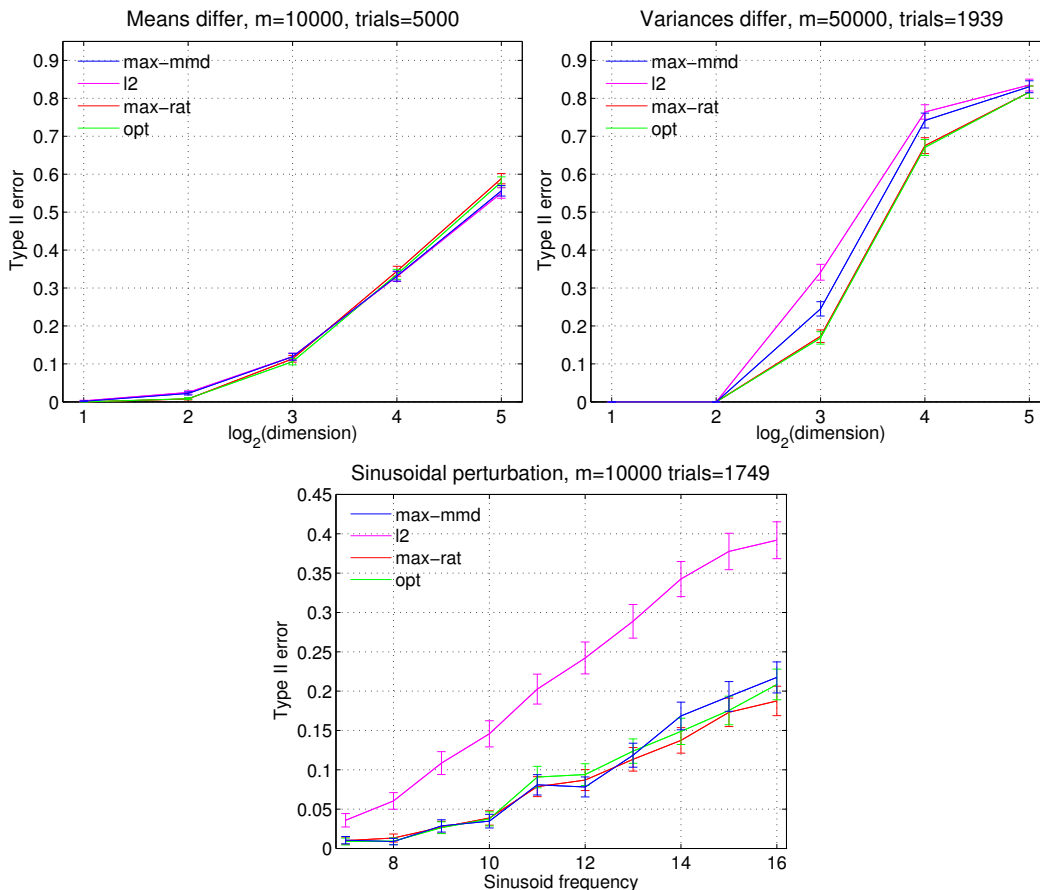 Means differ, m=10000, trials=5000
max−mmd
l2
max−rat
opt
Type II error
0
0.1
0.2
0.3
0.4
0.5
0.6
0.7
0.8
0.9
1
2
3
4
5
log2(dimension)
Variances differ, m=50000, trials=1939
max−mmd
l2
max−rat
opt
Type II error
0
0.1
0.2
0.3
0.4
0.5
0.6
0.7
0.8
0.9
1
2
3
4
5
log2(dimension)
Sinusoidal perturbation, m=10000 trials=1749
max−mmd
l2
max−rat
opt
Type II error
0
0.05
0.1
0.15
0.2
0.25
0.3
0.35
0.4
0.45
8
10
12
14
16
Sinusoid frequency